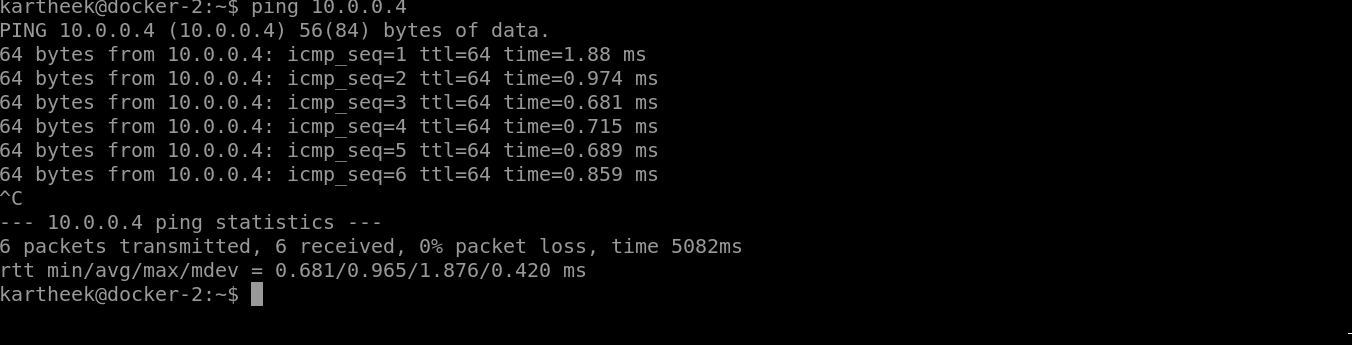 kartheek@docker-2:~$ ping 10.0.0.4
PING 10.0.0.4 (10.0.0.4) 56(84) bytes of data.
64 bytes from 10.0.0.4: icmp_seq=1 ttl=64 time=1.88 ms
64 bytes from 10.0.0.4: icmp_seq=2 ttl=64 time=0.974 ms
64 bytes from 10.0.0.4: icmp_seq=3 ttl=64 time=0.681 ms
64 bytes from 10.0.0.4: icmp_seq=4 ttl=64 time=0.715 ms
64 bytes from 10.0.0.4: icmp_seq=5 ttl=64 time=0.689 ms
64 bytes from 10.0.0.4: icmp_seq=6 ttl=64 time=0.859 ms
^C
--- 10.0.0.4 ping statistics ---
6 packets transmitted, 6 received, 0% packet loss, time 5082ms
rtt min/avg/max/mdev = 0.681/0.965/1.876/0.420 ms
kartheek@docker-2:~$